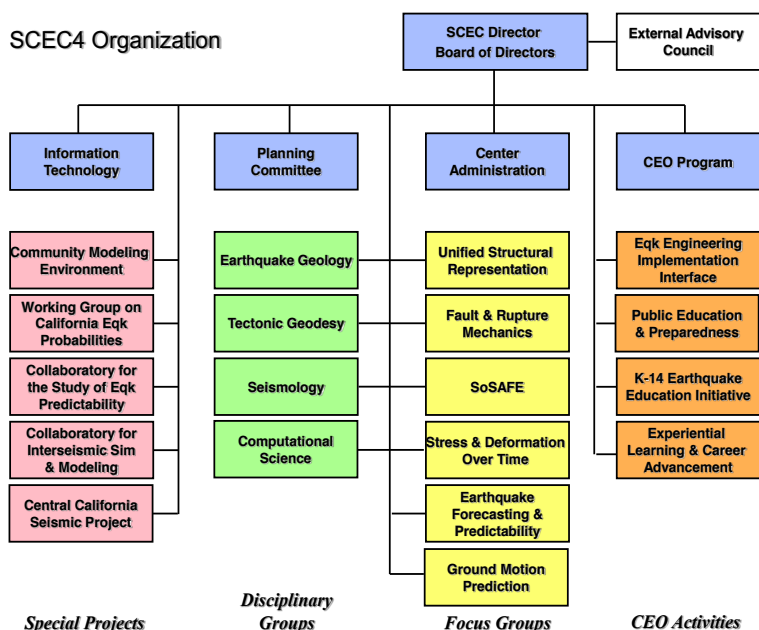 SCEC4 Organization
SCEC Director
Board of Directors
External Advisory
Council
Information
Technology
Planning
Committee
Center
Administration
CEO Program
Community Modeling
Environment
Working Group on
California Eqk
Probabilities
Collaboratory for
the Study of Eqk
Predictability
Collaboratory for
Interseismic Sim
& Modeling
Central California
Seismic Project
Special Projects
Earthquake Geology
Tectonic Geodesy
Seismology
Computational
Science
Disciplinary
Groups
Unified Structural
Representation
Fault & Rupture
Mechanics
SoSAFE
Stress & Deformation
Over Time
Earthquake
Forecasting &
Predictability
Ground Motion
Prediction
Focus Groups
Eqk Engineering
Implementation
Interface
Public Education
& Preparedness
K-14 Earthquake
Education Initiative
Experiential
Learning & Career
Advancement
CEO Activities